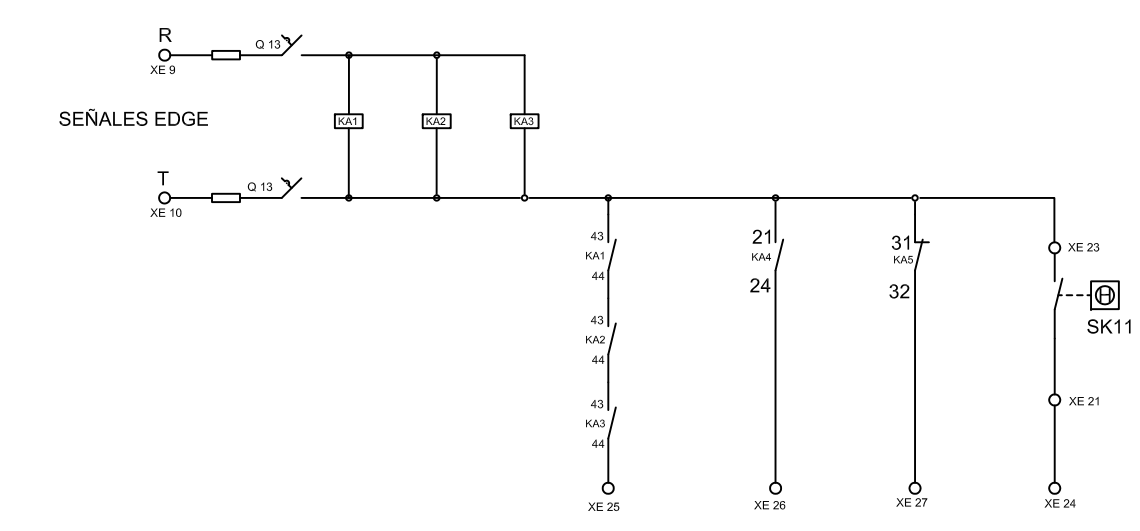 R
Q 13
XE 9
SEÑALES EDGE
KA1
KA2
KA3
T
Q 13
XE 10
43
KA1
44
43
KA2
44
43
KA3
44
XE 25
21
KA4
24
XE 26
31
KA5
32
XE 27
XE 23
H
SK11
XE 21
XE 24